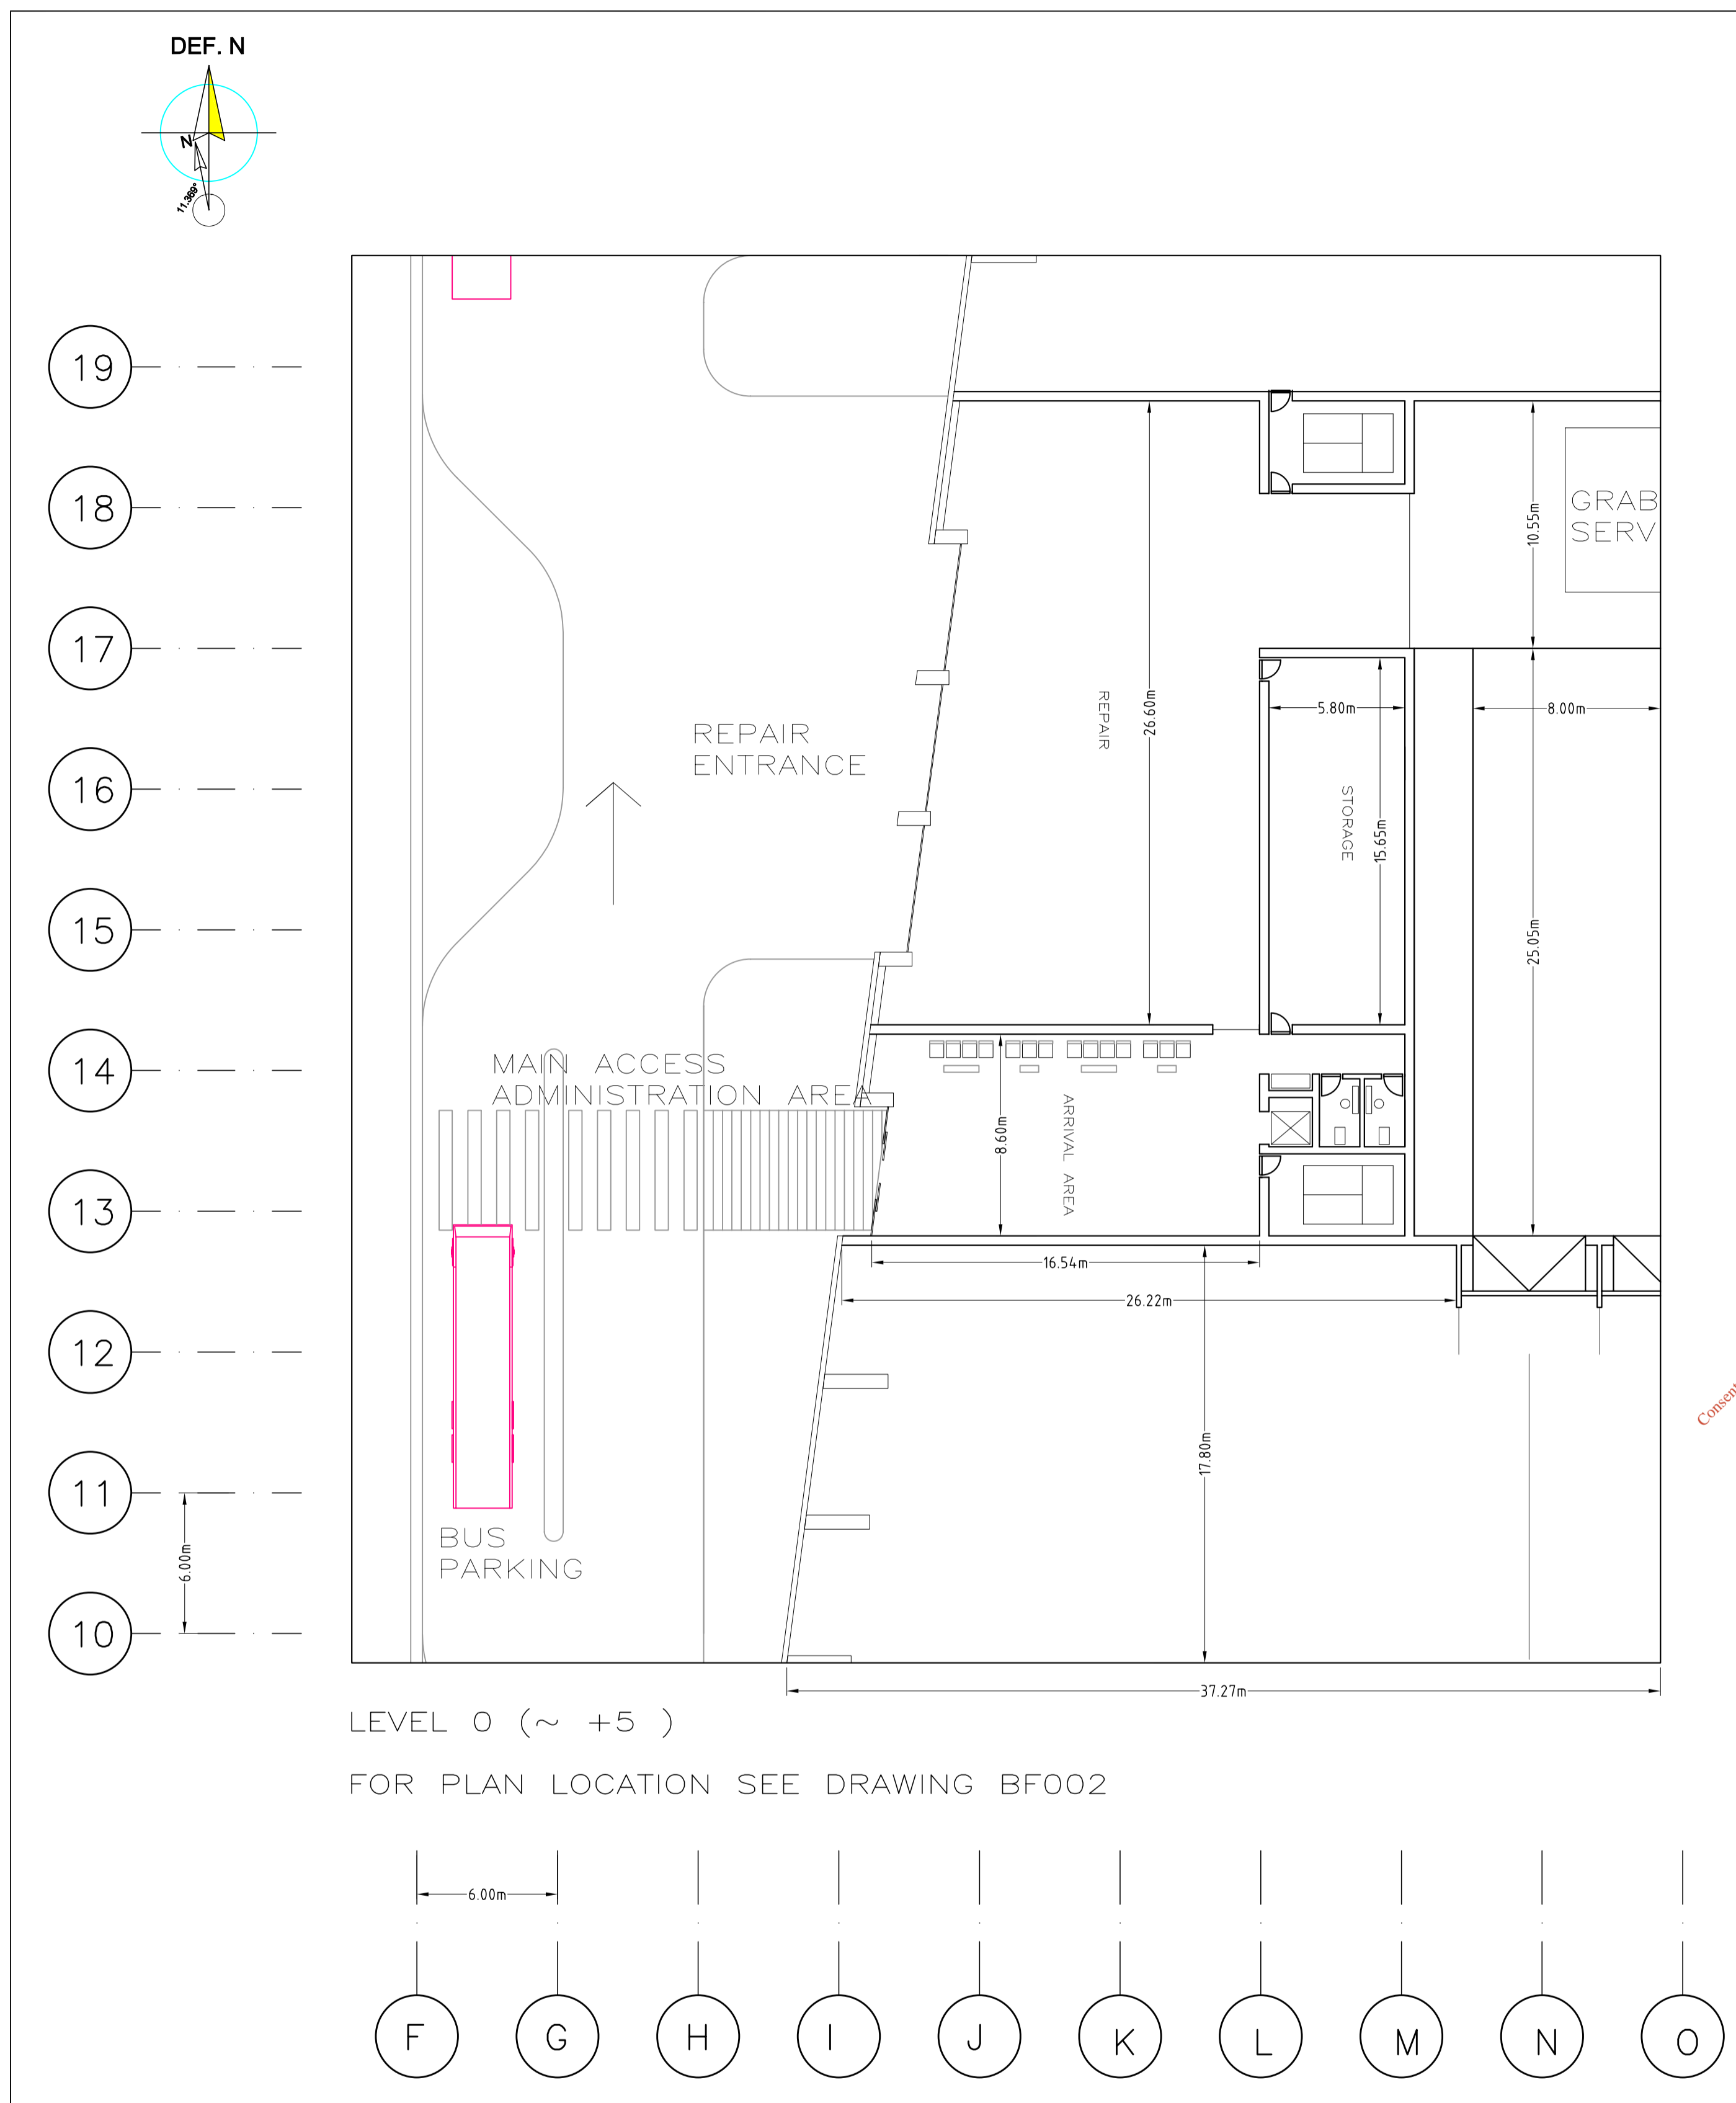 DEF. N
N
11.369°
19
18
17
16
15
14
13
12
11
10
6.00m
GRAB
SERV
10.55m
REPAIR
ENTRANCE
REPAIR
26.60m
5.80m
8.00m
STORAGE
15.65m
25.05m
MAIN ACCESS
ADMINISTRATION AREA
8.60m
ARRIVAL AREA
16.54m
26.22m
17.80m
Consent
BUS
PARKING
37.27m
LEVEL 0 (~ +5 )
FOR PLAN LOCATION SEE DRAWING BF002
6.00m
F
G
H
I
J
K
L
M
N
O